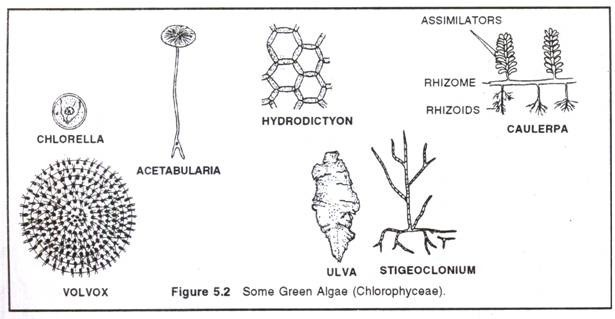 ASSIMILATORS
RHIZOME
RHIZOIDS
CAULERPA
HYDRODICTYON
CHLORELLA
ACETABULARIA
ULVA
STIGEOCLONIUM
VOLVOX
Figure 5.2 Some Green Algae (Chlorophyceae).